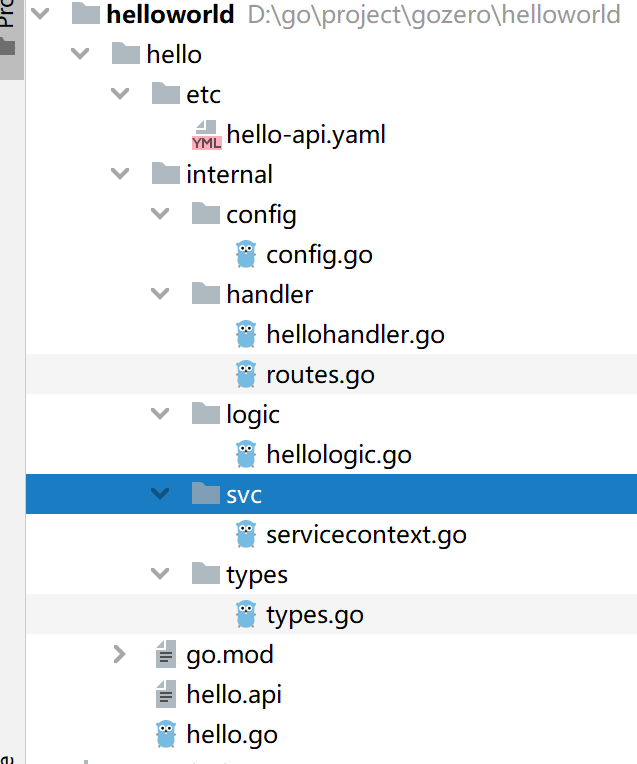 helloworld D:\go\project\gozero\helloworld
hello
etc
YML hello-api.yaml
internal
config
config.go
handler
hellohandler.go
routes.go
logic
hellologic.go
svc
servicecontext.go
types
types.go
go.mod
hello.api
hello.go